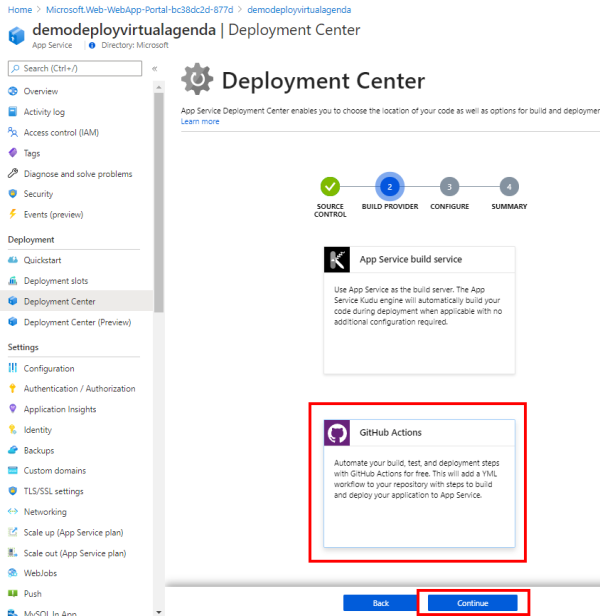 Home > Microsoft.Web-WebApp-Portal-bc38dc2d-877d > demodeployvirtualagenda
demodeployvirtualagenda | Deployment Center
App Service
Directory: Microsoft
Search (Ctrl+/)
«
Overview
Activity log
Access control (IAM)
Tags
Diagnose and solve problems
Security
Events (preview)
Deployment
Quickstart
Deployment slots
Deployment Center
Deployment Center (Preview)
Settings
Configuration
Authentication / Authorization
Application Insights
Identity
Backups
Custom domains
TLS/SSL settings
Networking
Scale up (App Service plan)
Scale out (App Service plan)
WebJobs
Push
MySQL In App
Deployment Center
App Service Deployment Center enables you to choose the location of your code as well as options for build and deploymen
Learn more
2
3
4
SOURCE CONTROL
BUILD PROVIDER
CONFIGURE
SUMMARY
App Service build service
Use App Service as the build server. The App
Service Kudu engine will automatically build your
code during deployment when applicable with no
additional configuration required.
GitHub Actions
Automate your build, test, and deployment steps
with GitHub Actions for free. This will add a YML
workflow to your repository with steps to build
and deploy your application to App Service.
Back
Continue